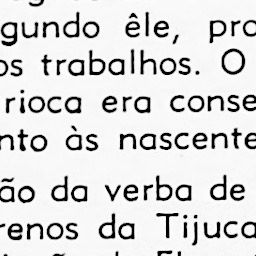 gundo êle, pro
os trabalhos. O
rioca era conse
nto às nascente
ão da verba de
renos da Tijuca